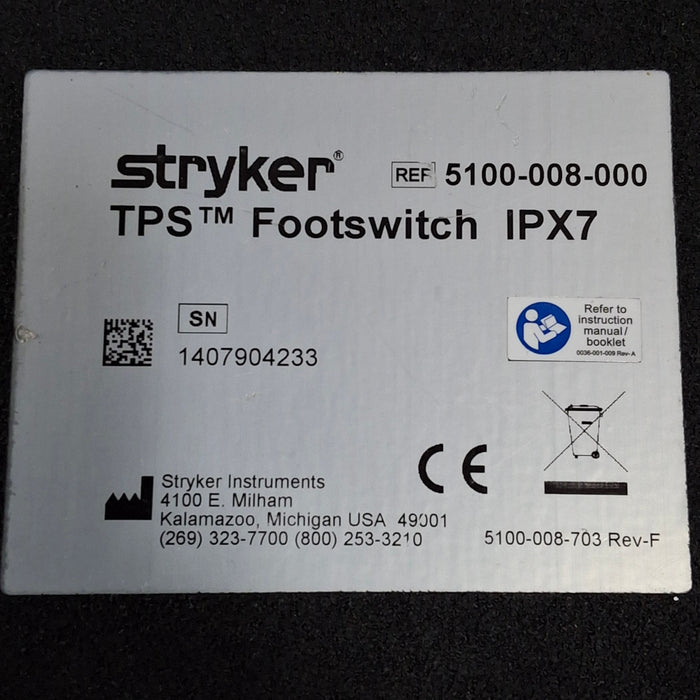 stryker® REF 5100-008-000
TPS™ Footswitch IPX7
SN
1407904233
Refer to
instruction
manual/
booklet
0036-001-009 Rev-A
CE
Stryker Instruments
4100 E. Milham
Kalamazoo, Michigan USA 49001
(269) 323-7700 (800) 253-3210
5100-008-703 Rev-F